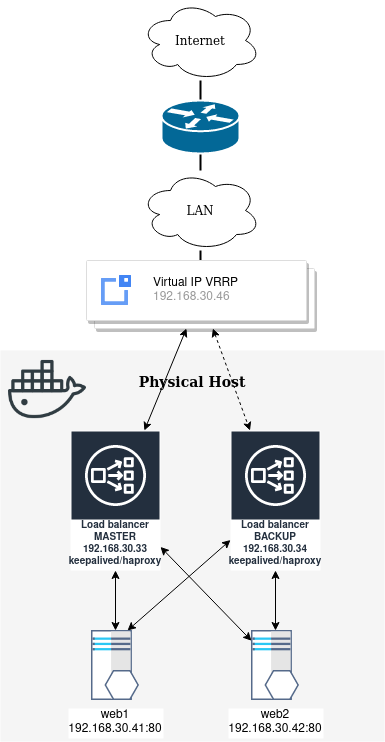 Internet
LAN
Virtual IP VRRP
192.168.30.46
Physical Host
Load balancer
MASTER
192.168.30.33
keepalived/haproxy
Load balancer
BACKUP
192.168.30.34
keepalived/haproxy
web1
192.168.30.41:80
web2
192.168.30.42:80